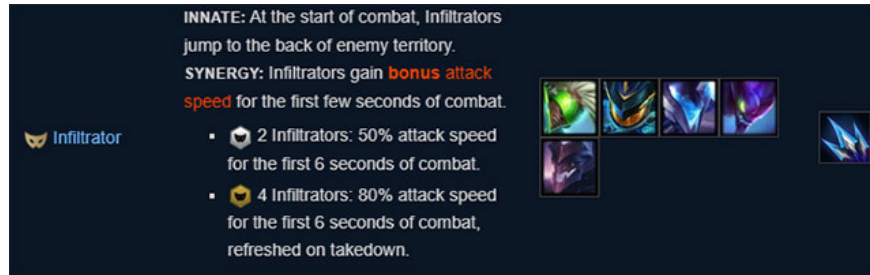 INNATE: At the start of combat, Infiltrators
jump to the back of enemy territory.
SYNERGY: Infiltrators gain bonus attack
speed for the first few seconds of combat.
Infiltrator
2 Infiltrators: 50% attack speed
for the first 6 seconds of combat.
4 Infiltrators: 80% attack speed
for the first 6 seconds of combat,
refreshed on takedown.